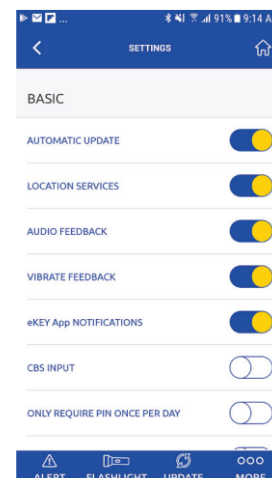 ... 91% 9:14 A
SETTINGS
BASIC
AUTOMATIC UPDATE
LOCATION SERVICES
AUDIO FEEDBACK
VIBRATE FEEDBACK
eKEY App NOTIFICATIONS
CBS INPUT
ONLY REQUIRE PIN ONCE PER DAY
ALERT FLASHLIGHT UPDATE MORE